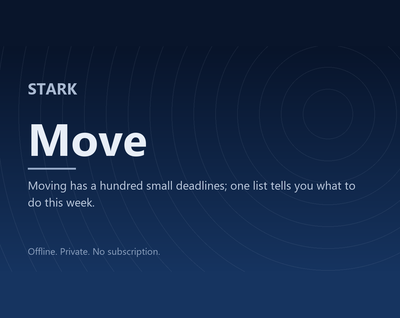 STARK
Move
Moving has a hundred small deadlines; one list tells you what to
do this week.
Offline. Private. No subscription.